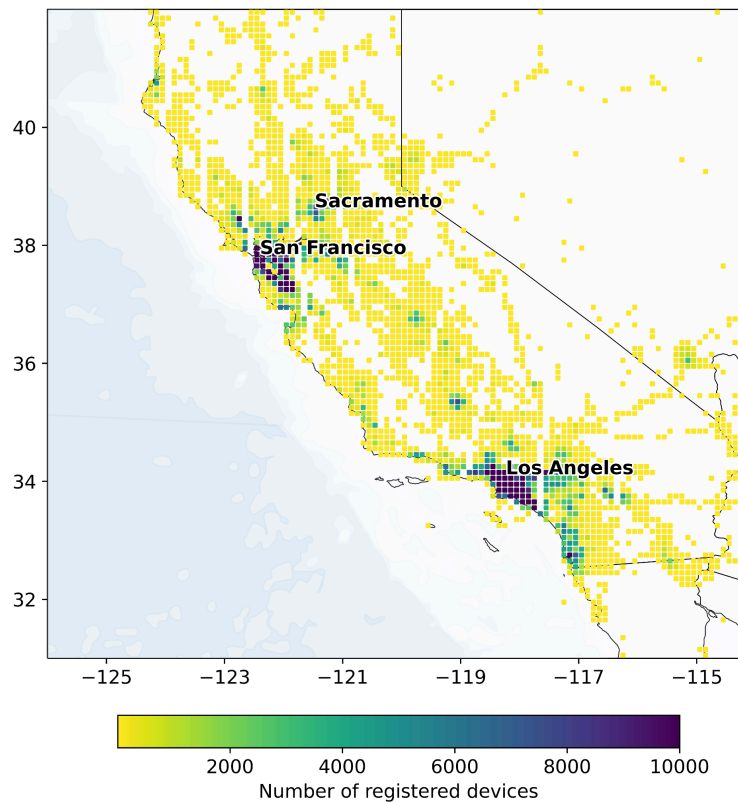 40
38
36
34
32
Sacramento
San Francisco
Los Angeles
−125 −123 −121 −119 −117 −115
2000 4000 6000 8000 10000
Number of registered devices